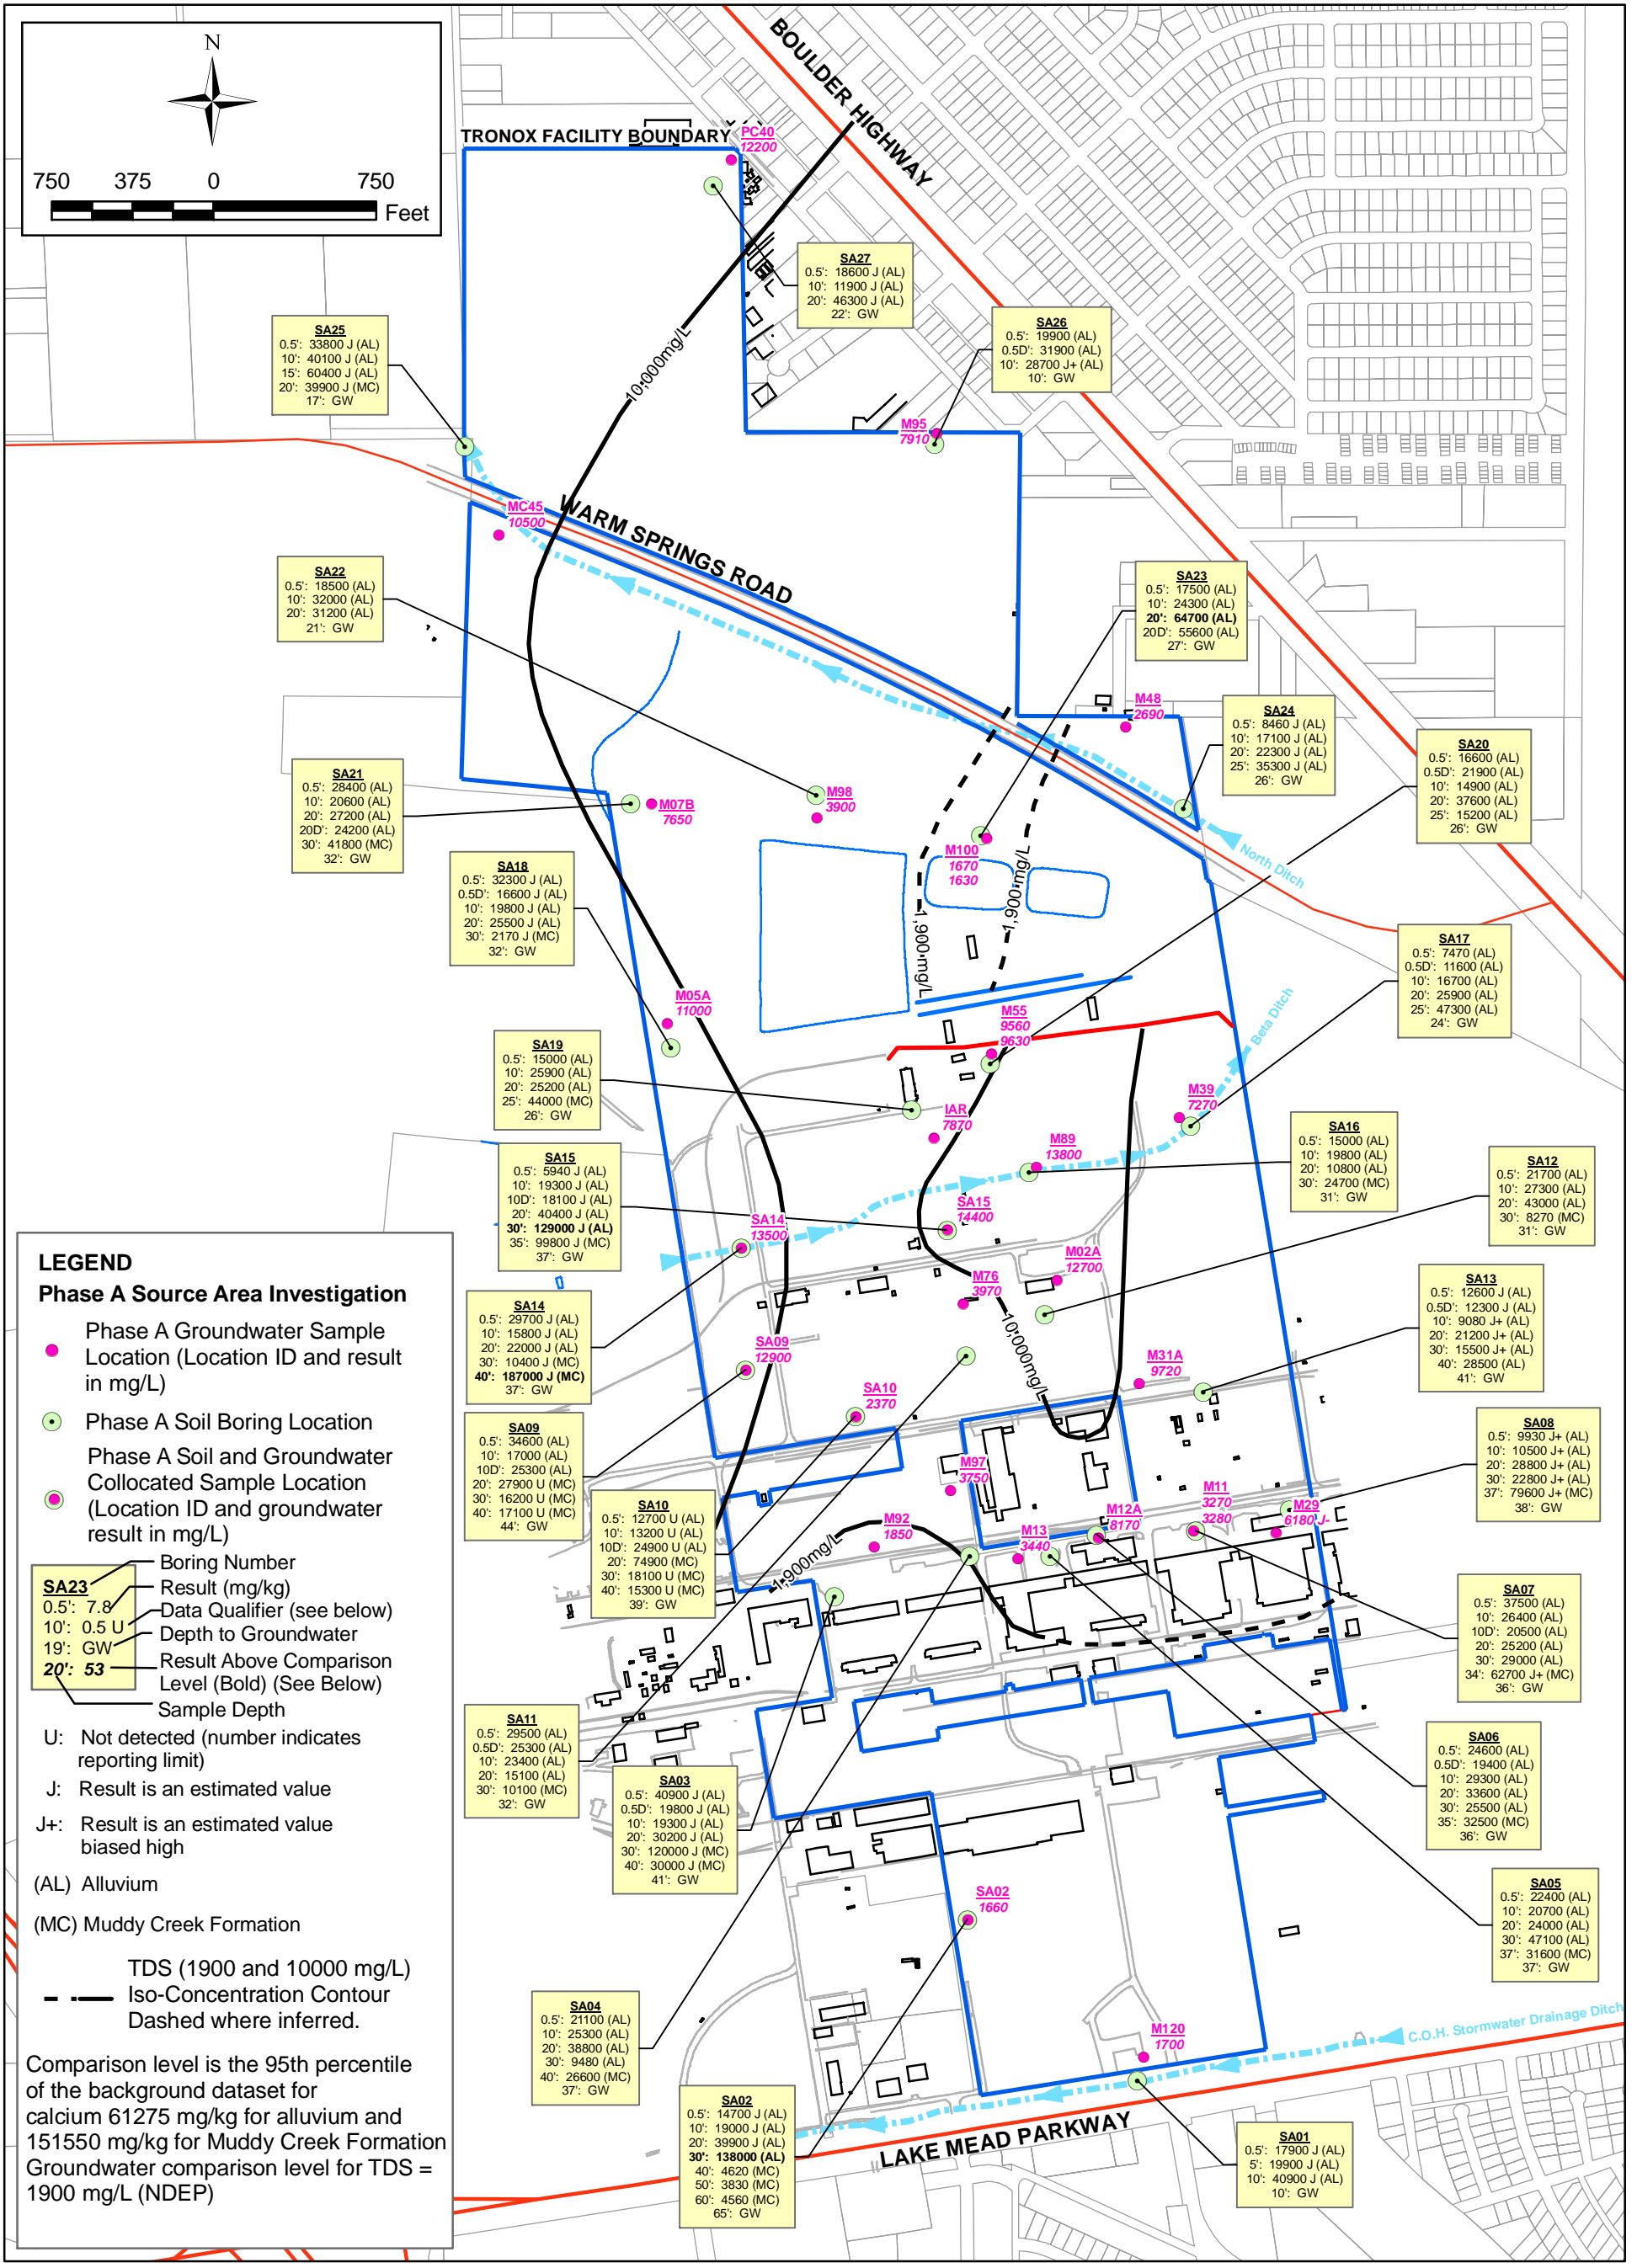 N
750 375 0 750
Feet
BOULDER HIGHWAY
TRONOX FACILITY BOUNDARY
PC40
12200
SA27
0.5': 18600 J (AL)
10': 11900 J (AL)
20': 46300 J (AL)
22': GW
SA26
0.5': 19900 (AL)
0.5D': 31900 (AL)
10': 28700 J+ (AL)
10': GW
SA25
0.5': 33800 J (AL)
10': 40100 J (AL)
15': 60400 J (AL)
20': 39900 J (MC)
17': GW
10,000mg/L
M95
7910
MC45
10500
WARM SPRINGS ROAD
SA22
0.5': 18500 (AL)
10': 32000 (AL)
20': 31200 (AL)
21': GW
SA23
0.5': 17500 (AL)
10': 24300 (AL)
20': 64700 (AL)
20D': 55600 (AL)
27': GW
M48
2690
SA24
0.5': 8460 J (AL)
10': 17100 J (AL)
20': 22300 J (AL)
25': 35300 J (AL)
26': GW
SA20
0.5': 16600 (AL)
0.5D': 21900 (AL)
10': 14900 (AL)
20': 37600 (AL)
25': 15200 (AL)
26': GW
SA21
0.5': 28400 (AL)
10': 20600 (AL)
20': 27200 (AL)
20D': 24200 (AL)
30': 41800 (MC)
32': GW
M07B
7650
M98
3900
M100
1670
1630
North Ditch
1,900mg/L
1,900mg/L
SA18
0.5': 32300 J (AL)
0.5D': 16600 J (AL)
10': 19800 J (AL)
20': 25500 J (AL)
30': 2170 J (MC)
32': GW
SA17
0.5': 7470 (AL)
0.5D': 11600 (AL)
10': 16700 (AL)
20': 25900 (AL)
25': 47300 (AL)
24': GW
M05A
11000
M55
9560
9630
Beta Ditch
SA19
0.5': 15000 (AL)
10': 25900 (AL)
20': 25200 (AL)
25': 44000 (MC)
26': GW
IAR
7870
M39
7270
M89
13800
SA16
0.5': 15000 (AL)
10': 19800 (AL)
20': 10800 (AL)
30': 24700 (MC)
31': GW
SA15
0.5': 5940 J (AL)
10': 19300 J (AL)
10D': 18100 J (AL)
20': 40400 J (AL)
30': 129000 J (AL)
35': 99800 J (MC)
37': GW
SA12
0.5': 21700 (AL)
10': 27300 (AL)
20': 43000 (AL)
30': 8270 (MC)
31': GW
SA14
13500
SA15
14400
M02A
12700
M76
3970
SA13
0.5': 12600 J (AL)
0.5D': 12300 J (AL)
10': 9080 J+ (AL)
20': 21200 J+ (AL)
30': 15500 J+ (AL)
40': 28500 (AL)
41': GW
SA14
0.5': 29700 J (AL)
10': 15800 J (AL)
20': 22000 J (AL)
30': 10400 J (MC)
40': 187000 J (MC)
37': GW
SA09
12900
10,000mg/L
M31A
9720
SA10
2370
SA09
0.5': 34600 (AL)
10': 17000 (AL)
10D': 25300 (AL)
20': 27900 U (MC)
30': 16200 U (MC)
40': 17100 U (MC)
44': GW
SA08
0.5': 9930 J+ (AL)
10': 10500 J+ (AL)
20': 28800 J+ (AL)
30': 22800 J+ (AL)
37': 79600 J+ (MC)
38': GW
M97
3750
SA10
0.5': 12700 U (AL)
10': 13200 U (AL)
10D': 24900 U (AL)
20': 74900 (MC)
30': 18100 U (MC)
40': 15300 U (MC)
39': GW
M92
1850
M13
3440
M12A
8170
M11
3270
3280
M29
6180 J-
1,900mg/L
SA07
0.5': 37500 (AL)
10': 26400 (AL)
10D': 20500 (AL)
20': 25200 (AL)
30': 29000 (AL)
34': 62700 J+ (MC)
36': GW
SA11
0.5': 29500 (AL)
0.5D': 25300 (AL)
10': 23400 (AL)
20': 15100 (AL)
30': 10100 (MC)
32': GW
SA06
0.5': 24600 (AL)
0.5D': 19400 (AL)
10': 29300 (AL)
20': 33600 (AL)
30': 25500 (AL)
35': 32500 (MC)
36': GW
SA03
0.5': 40900 J (AL)
0.5D': 19800 J (AL)
10': 19300 J (AL)
20': 30200 J (AL)
30': 120000 J (MC)
40': 30000 J (MC)
41': GW
SA05
0.5': 22400 (AL)
10': 20700 (AL)
20': 24000 (AL)
30': 47100 (AL)
37': 31600 (MC)
37': GW
SA02
1660
SA04
0.5': 21100 (AL)
10': 25300 (AL)
20': 38800 (AL)
30': 9480 (AL)
40': 26600 (MC)
37': GW
M120
1700
C.O.H. Stormwater Drainage Ditch
SA02
0.5': 14700 J (AL)
10': 19000 J (AL)
20': 39900 J (AL)
30': 138000 (AL)
40': 4620 (MC)
50': 3830 (MC)
60': 4560 (MC)
65': GW
LAKE MEAD PARKWAY
SA01
0.5': 17900 J (AL)
5': 19900 J (AL)
10': 40900 J (AL)
10': GW
LEGEND
Phase A Source Area Investigation
Phase A Groundwater Sample
Location (Location ID and result
in mg/L)
Phase A Soil Boring Location
Phase A Soil and Groundwater
Collocated Sample Location
(Location ID and groundwater
result in mg/L)
SA23
0.5': 7.8
10': 0.5 U
19': GW
20': 53
Boring Number
Result (mg/kg)
Data Qualifier (see below)
Depth to Groundwater
Result Above Comparison
Level (Bold) (See Below)
Sample Depth
U: Not detected (number indicates
reporting limit)
J: Result is an estimated value
J+: Result is an estimated value
biased high
(AL) Alluvium
(MC) Muddy Creek Formation
TDS (1900 and 10000 mg/L)
Iso-Concentration Contour
Dashed where inferred.
Comparison level is the 95th percentile
of the background dataset for
calcium 61275 mg/kg for alluvium and
151550 mg/kg for Muddy Creek Formation
Groundwater comparison level for TDS =
1900 mg/L (NDEP)